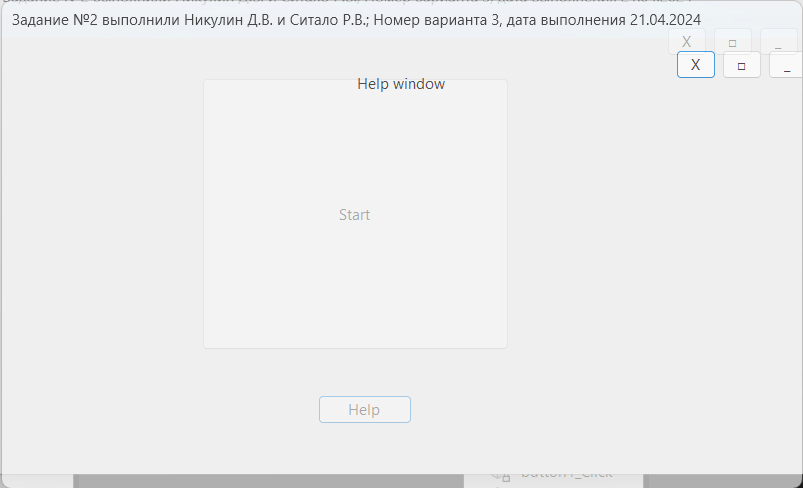 Задание №2 выполнили Никулин Д.В. и Ситало Р.В.; Номер варианта 3, дата выполнения 21.04.2024
X □ _
X □ _
Help window
Start
Help
button1_Click